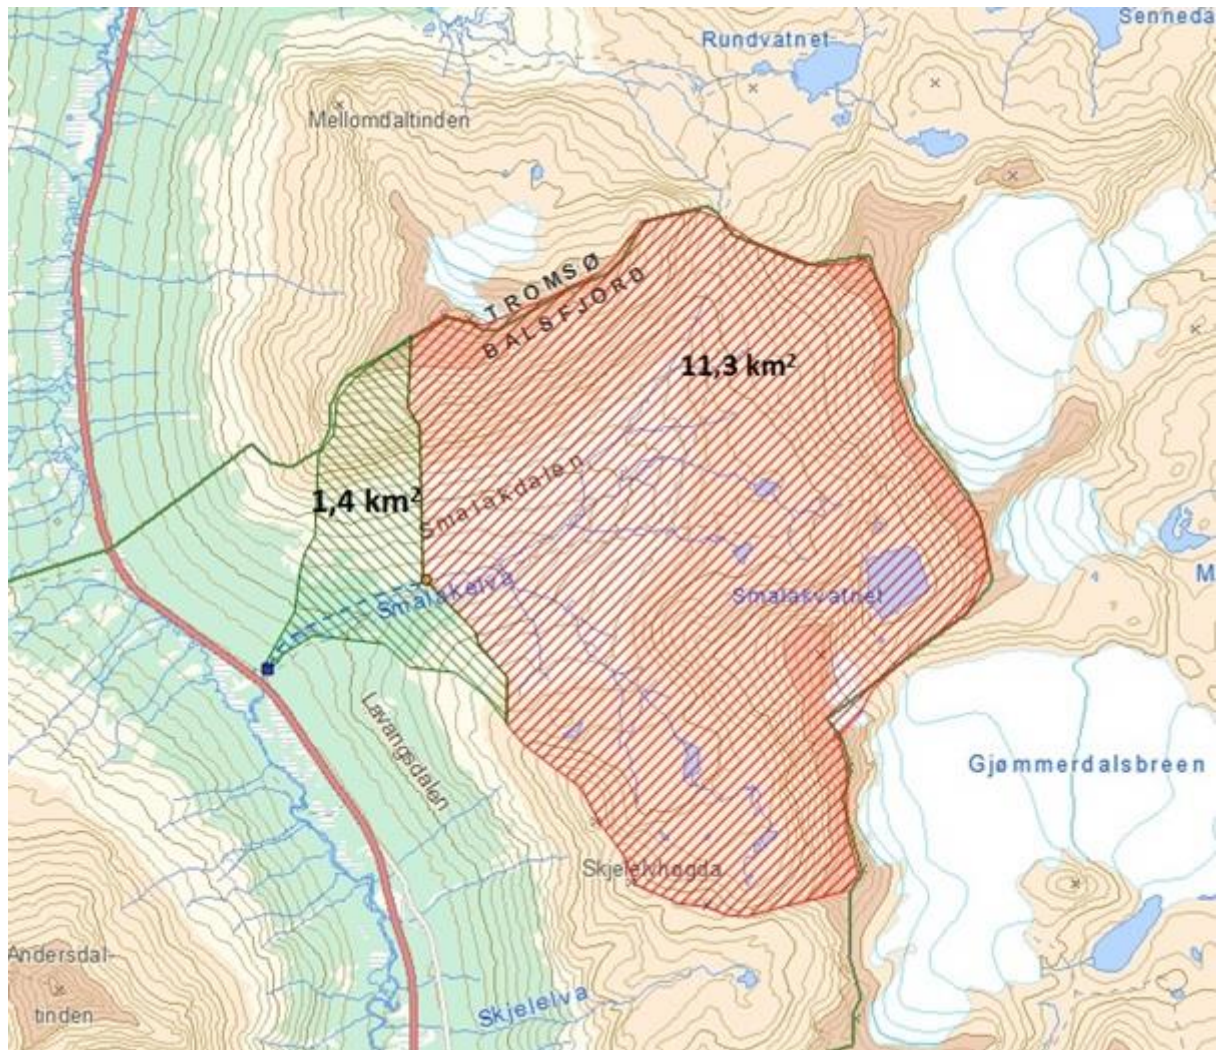 Senneda
Rundvatnet
Mellomdaltinden
TROMSØ
BALSFJORD
11,3 km²
Smalakdalen
1,4 km²
Smalakelva
Smalakvatnet
M
Lavangsdalen
Gjømmerdalsbreen
Skjelelvhøgda
Andersdal-
tinden
Skjelelva